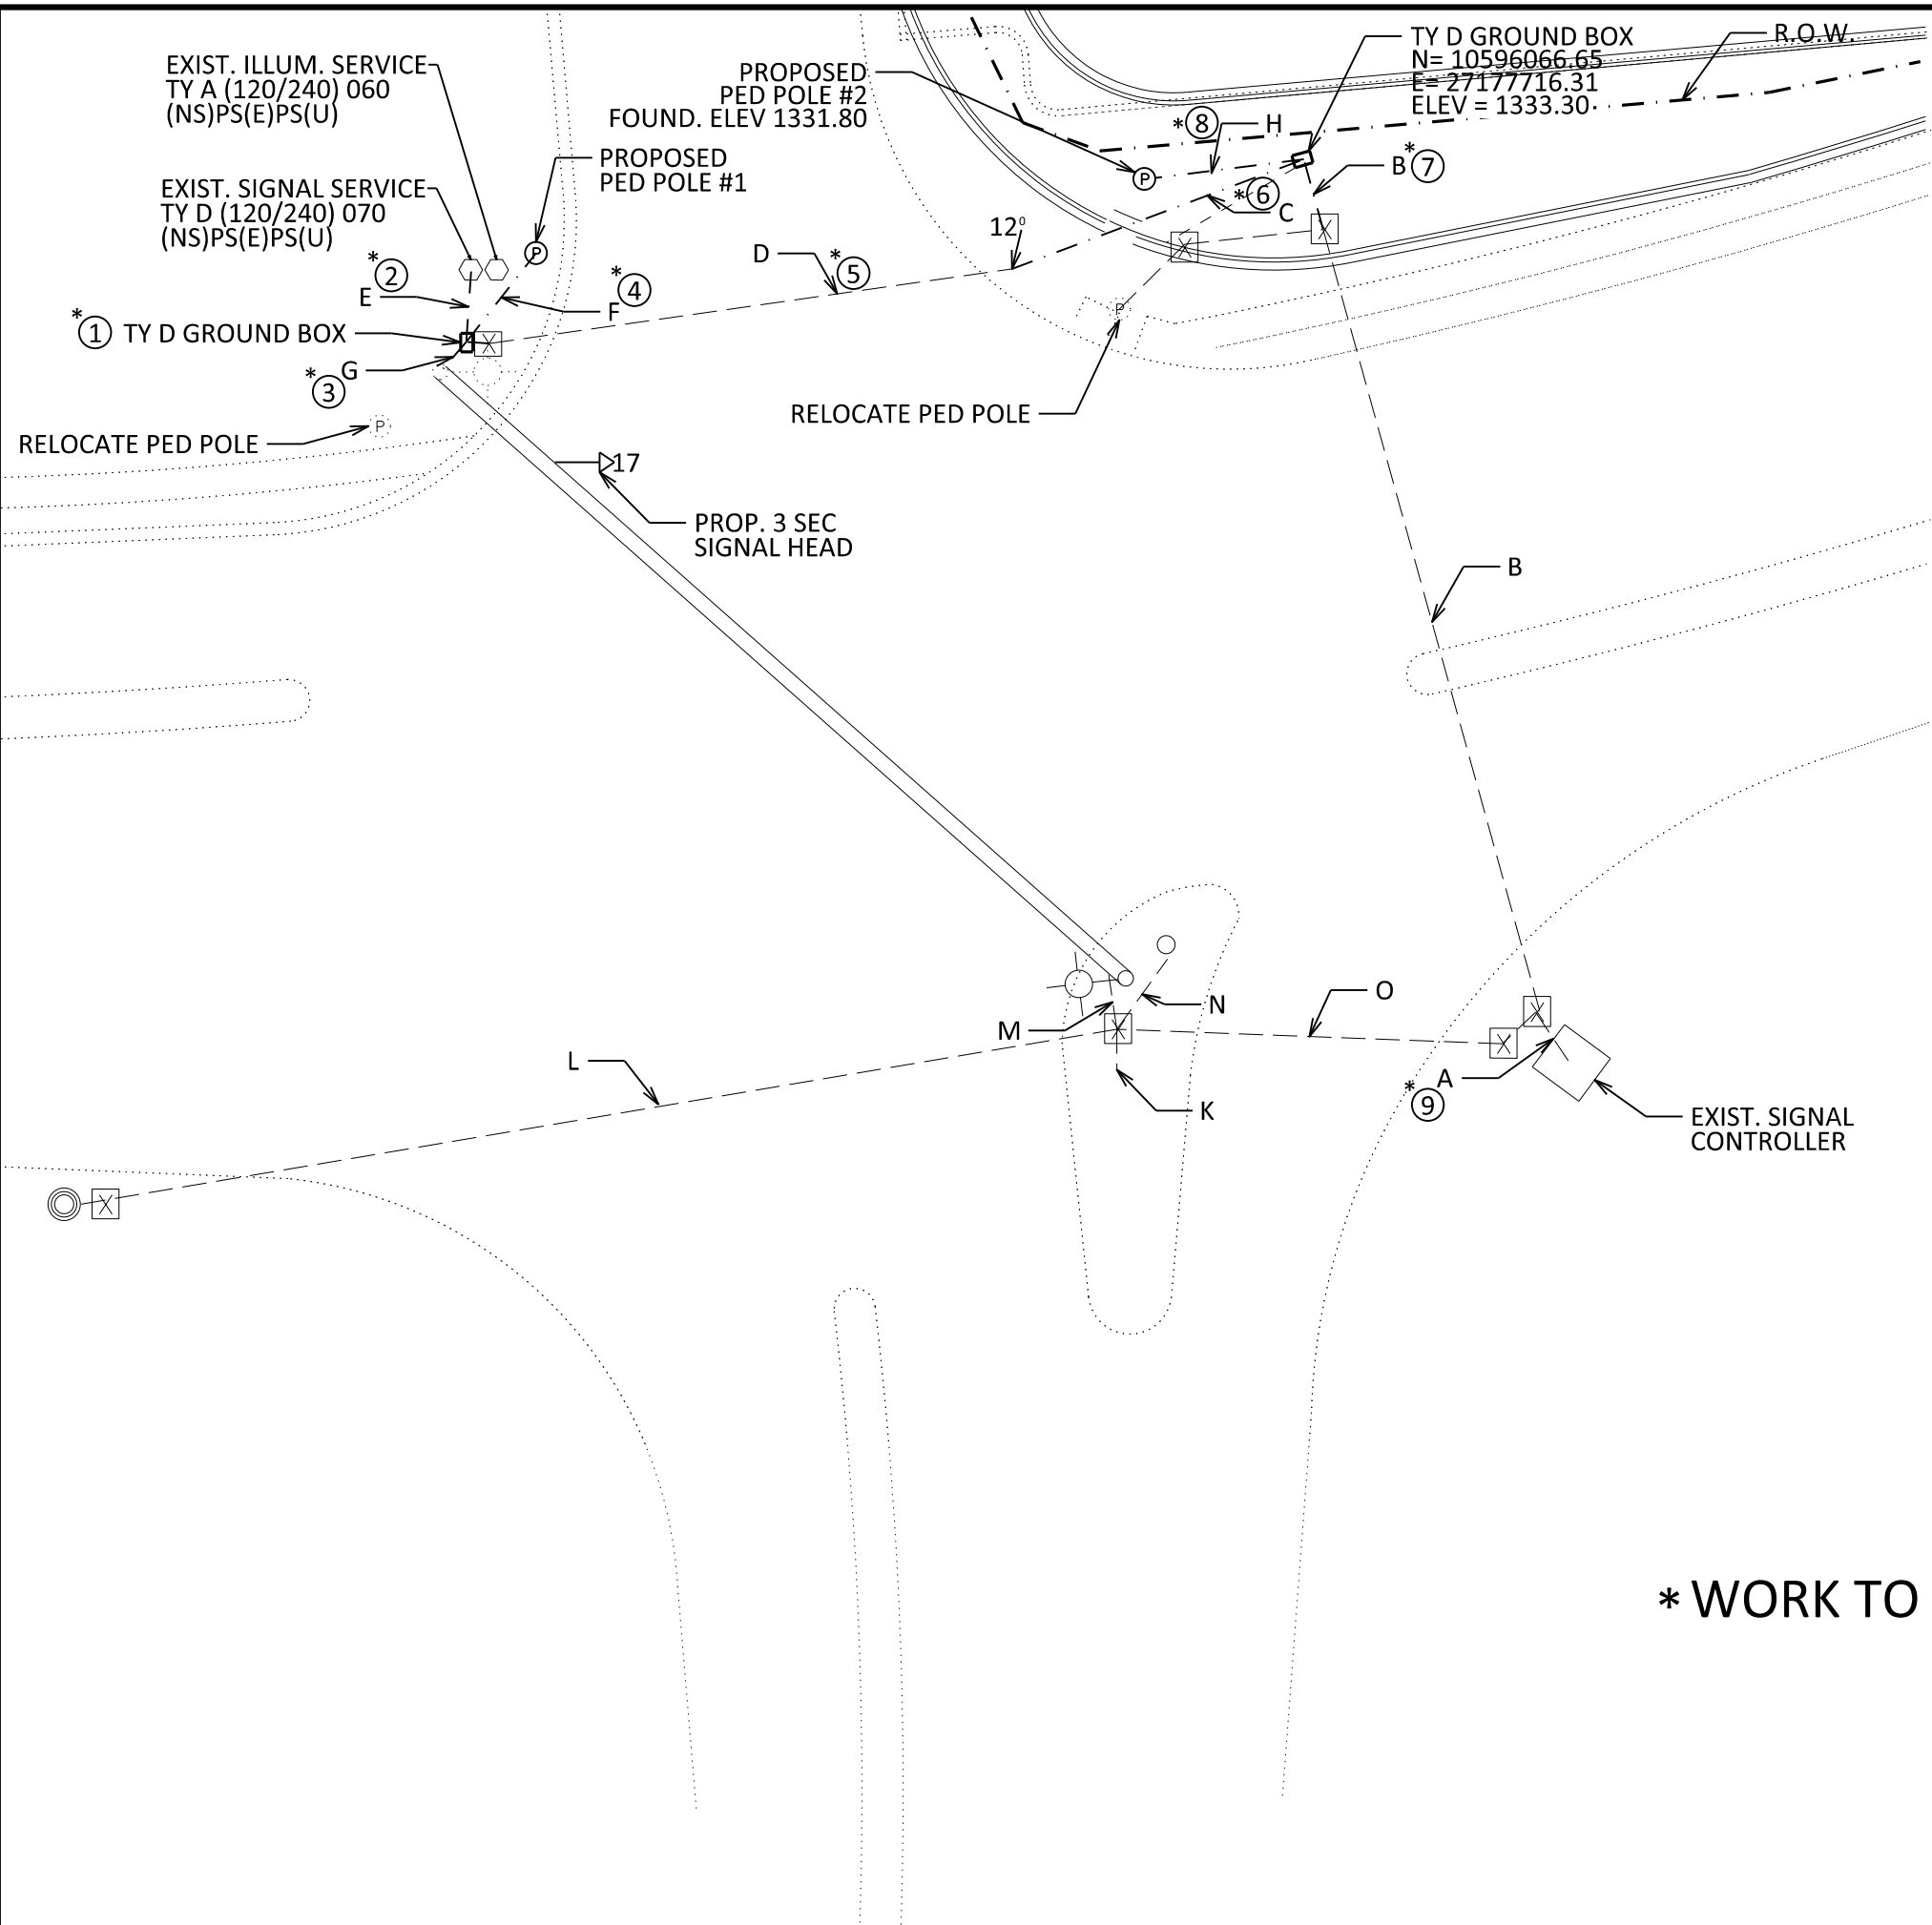 EXIST. ILLUM. SERVICE
TY A (120/240) 060
(NS)PS(E)PS(U)
PROPOSED
PED POLE #2
FOUND. ELEV 1331.80
TY D GROUND BOX
N= 10596066.65
E= 27177716.31
ELEV = 1333.30
R.O.W.
PROPOSED
PED POLE #1
EXIST. SIGNAL SERVICE
TY D (120/240) 070
(NS)PS(E)PS(U)
* 8 H
B * 7
P
P
* 6 C
12⁰
D * 5
* 2
E
* 4
F
* 1 TY D GROUND BOX
P
G
* 3
RELOCATE PED POLE
P
RELOCATE PED POLE
17
PROP. 3 SEC
SIGNAL HEAD
B
O
N
M
L
K
A
* 9
EXIST. SIGNAL
CONTROLLER
* WORK TO